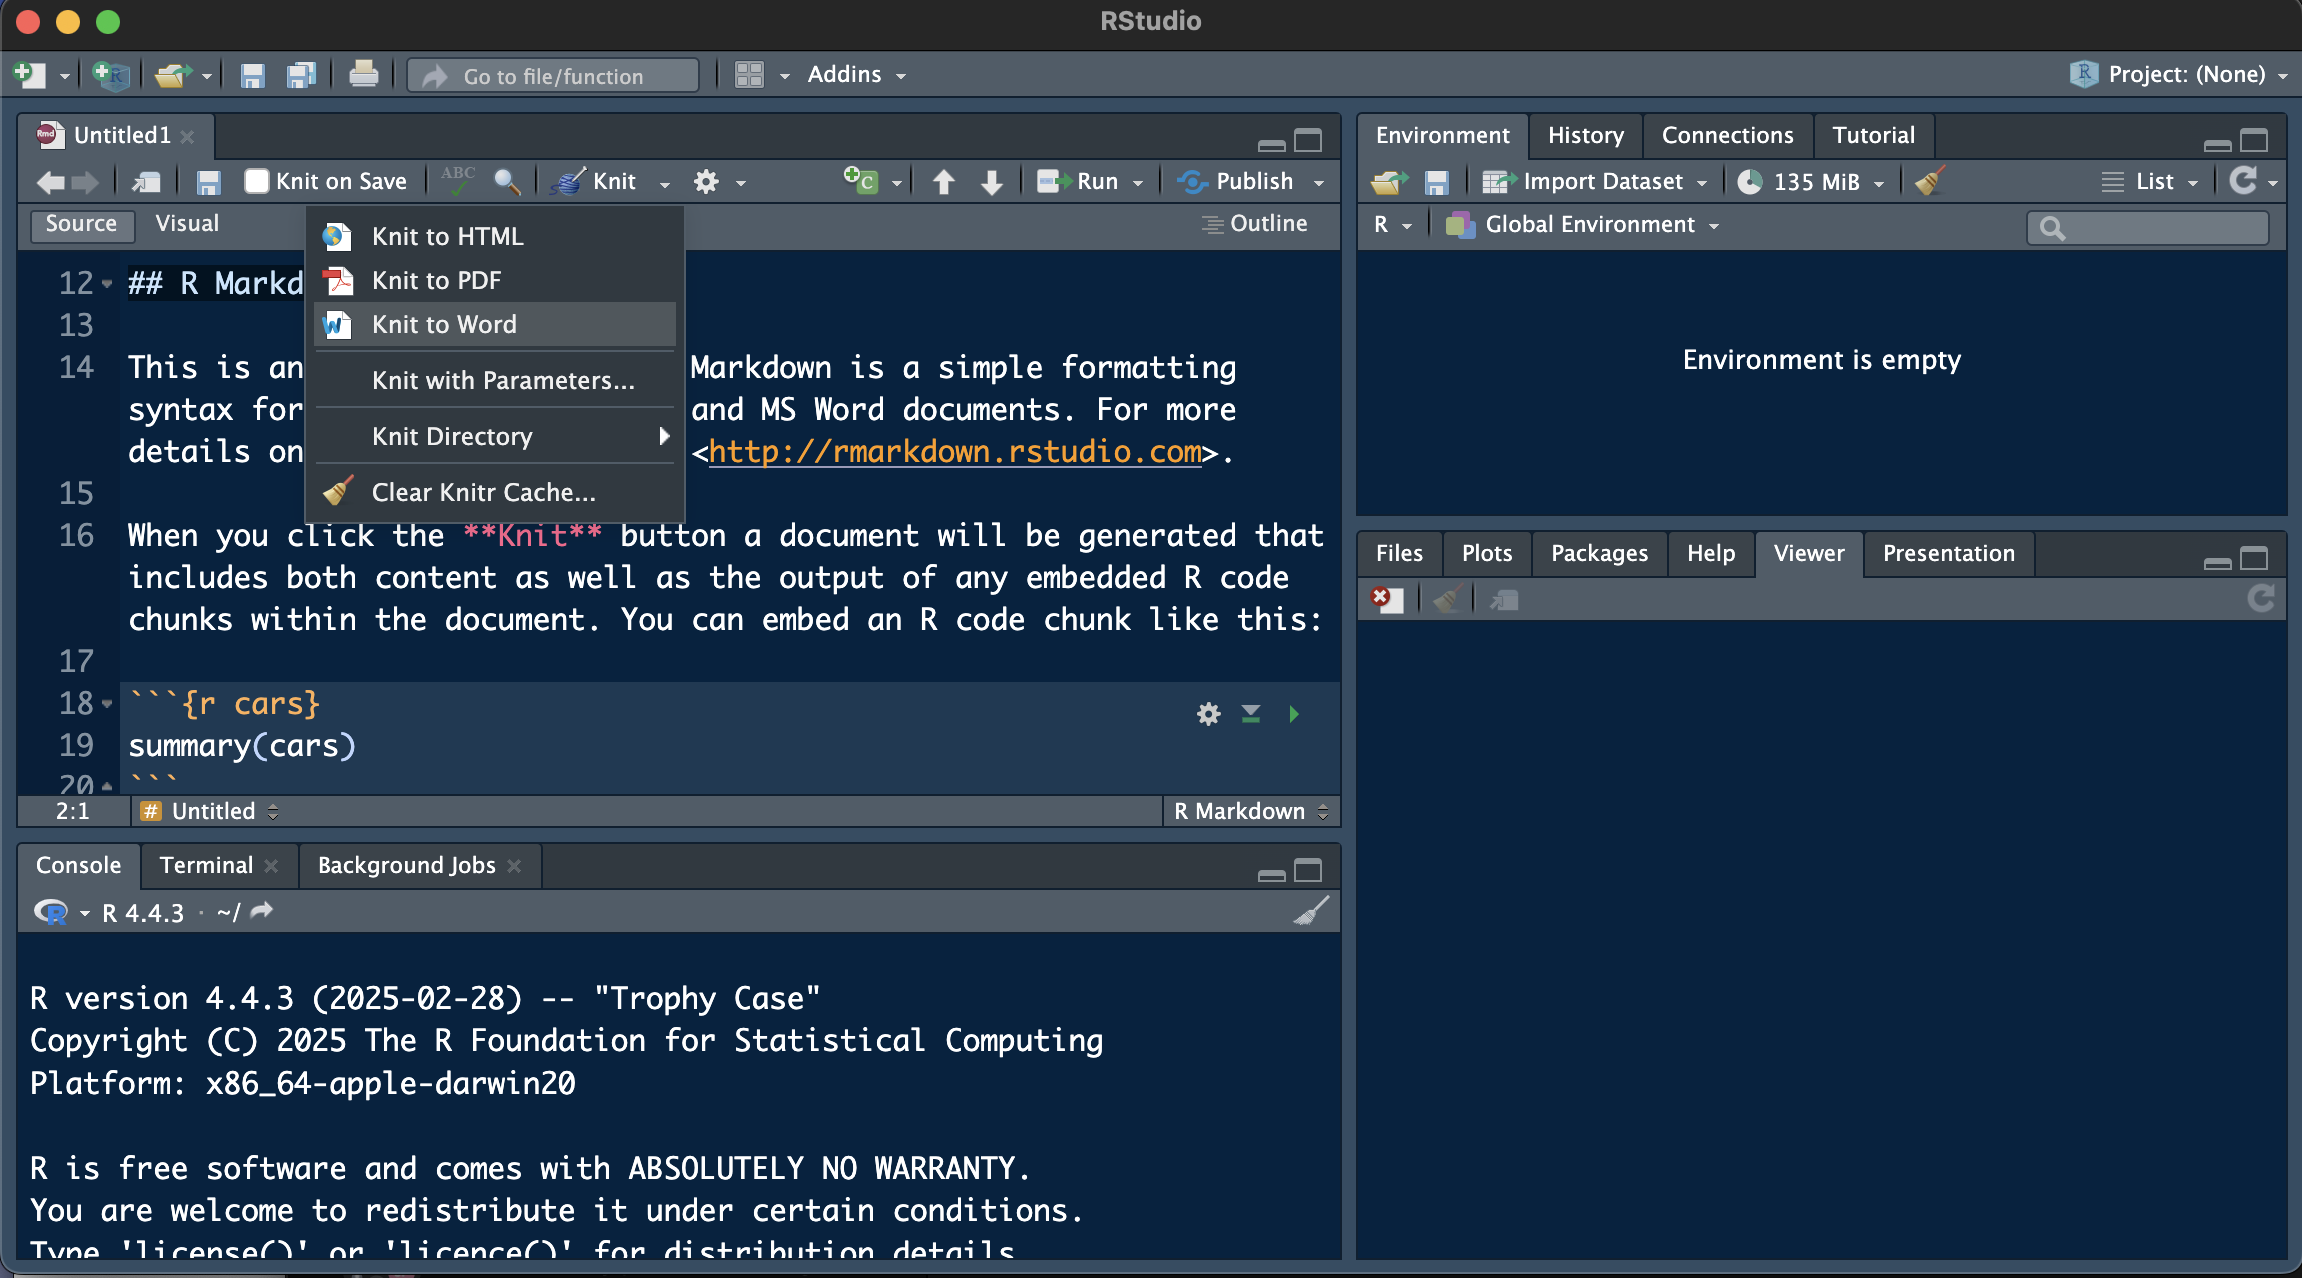 RStudio
Go to file/function
Addins
Project: (None)
Rmd
Untitled1
Knit on Save
ABC
Knit
C
Run
Publish
Source
Visual
Outline
Knit to HTML
Knit to PDF
Knit to Word
Knit with Parameters...
Knit Directory
Clear Knitr Cache...
12 ## R Markd
13
14 This is an Markdown is a simple formatting
syntax for and MS Word documents. For more
details on <http://rmarkdown.rstudio.com>.
15
16 When you click the **Knit** button a document will be generated that
includes both content as well as the output of any embedded R code
chunks within the document. You can embed an R code chunk like this:
17
18 ```{r cars}
19 summary(cars)
20 ```
2:1
# Untitled
R Markdown
Console
Terminal
Background Jobs
R 4.4.3 · ~/
R version 4.4.3 (2025-02-28) -- "Trophy Case"
Copyright (C) 2025 The R Foundation for Statistical Computing
Platform: x86_64-apple-darwin20
R is free software and comes with ABSOLUTELY NO WARRANTY.
You are welcome to redistribute it under certain conditions.
Type 'license()' or 'licence()' for distribution details
Environment
History
Connections
Tutorial
Import Dataset
135 MiB
List
R
Global Environment
Environment is empty
Files
Plots
Packages
Help
Viewer
Presentation